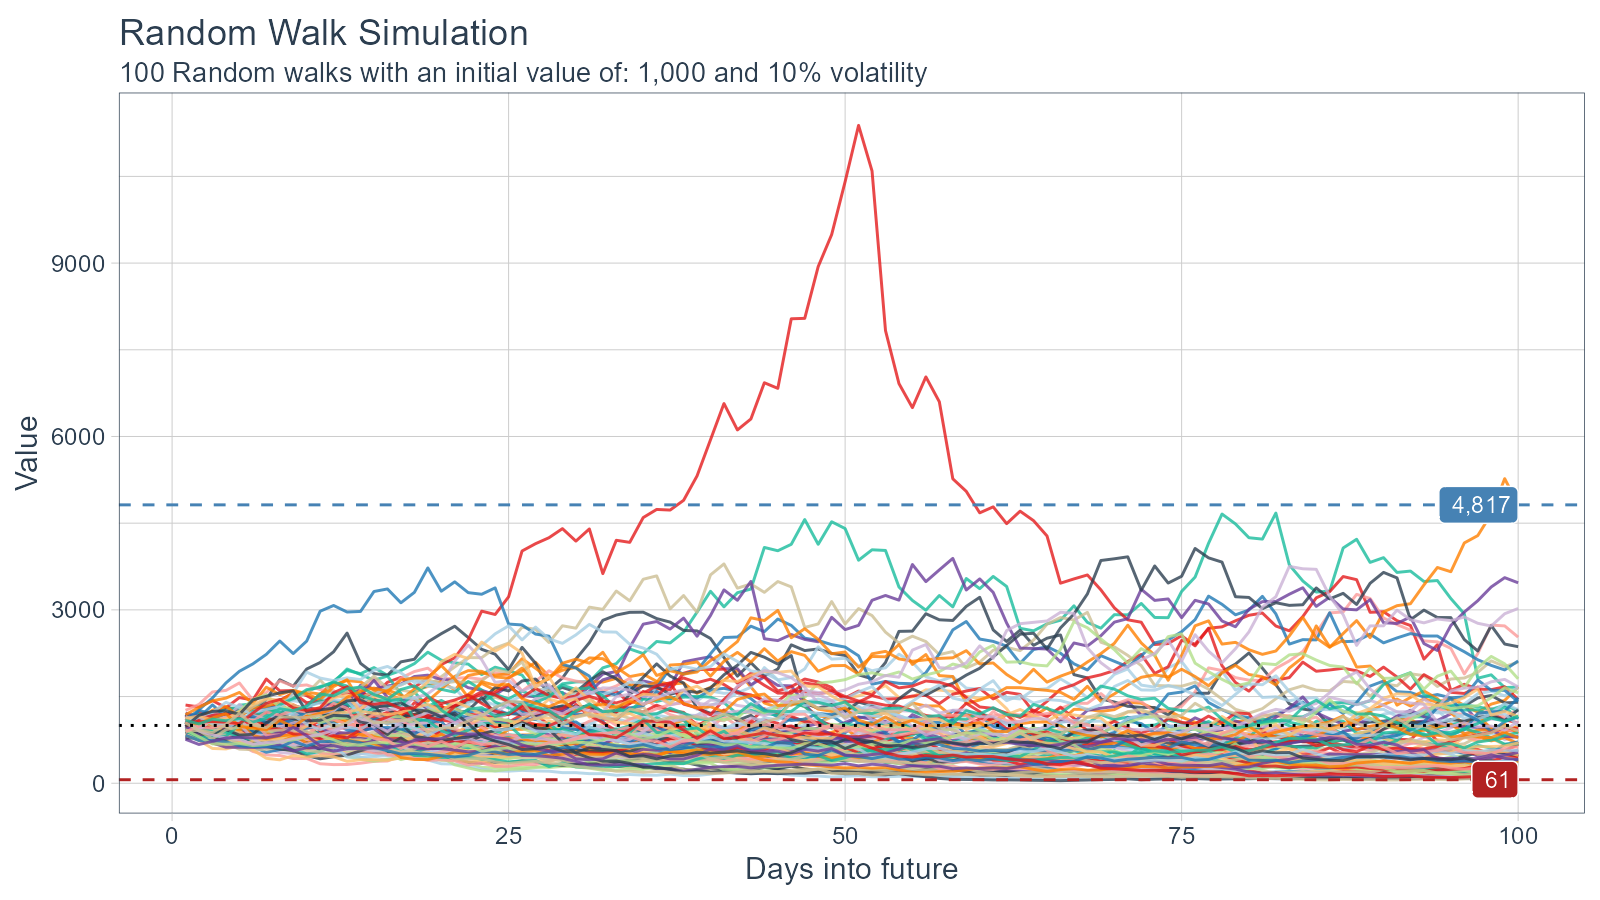 Random Walk Simulation
100 Random walks with an initial value of: 1,000 and 10% volatility
Value
9000
6000
3000
0
4,817
61
0 25 50 75 100
Days into future